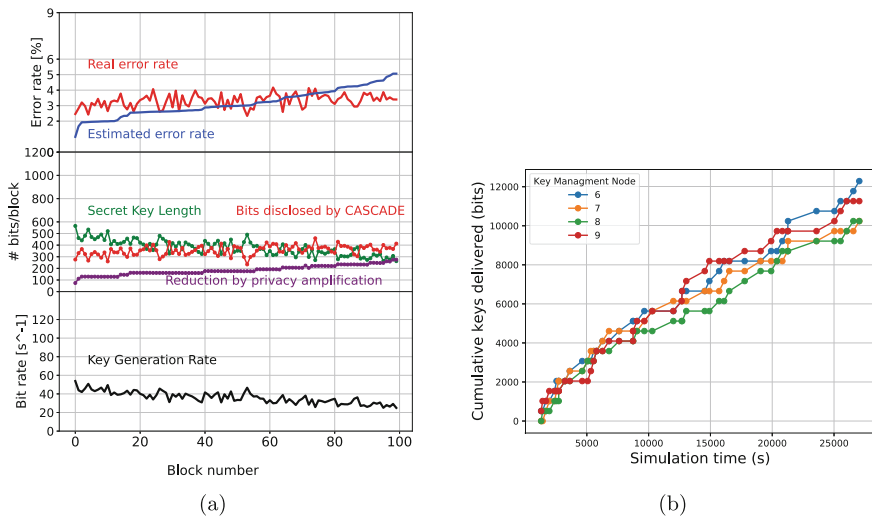 9
6
5
4
3
2
Error rate [%]
Real error rate
Estimated error rate
1200
1000
600
500
400
300
200
100
0
# bits/block
Secret Key Length
Bits disclosed by CASCADE
Reduction by privacy amplification
120
100
80
60
40
20
0
Bit rate [s^-1]
Key Generation Rate
0 20 40 60 80 100
Block number
(a)
12000
10000
8000
6000
4000
2000
0
Cumulative keys delivered (bits)
Key Managment Node
6
7
8
9
5000 10000 15000 20000 25000
Simulation time (s)
(b)